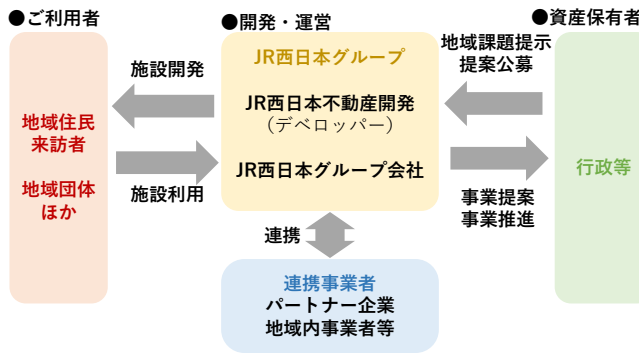 ●ご利用者
●開発・運営
●資産保有者
地域住民
来訪者
地域団体
ほか
施設開発
施設利用
JR西日本グループ
JR西日本不動産開発
（デベロッパー）
JR西日本グループ会社
地域課題提示
提案公募
事業提案
事業推進
行政等
連携
連携事業者
パートナー企業
地域内事業者等